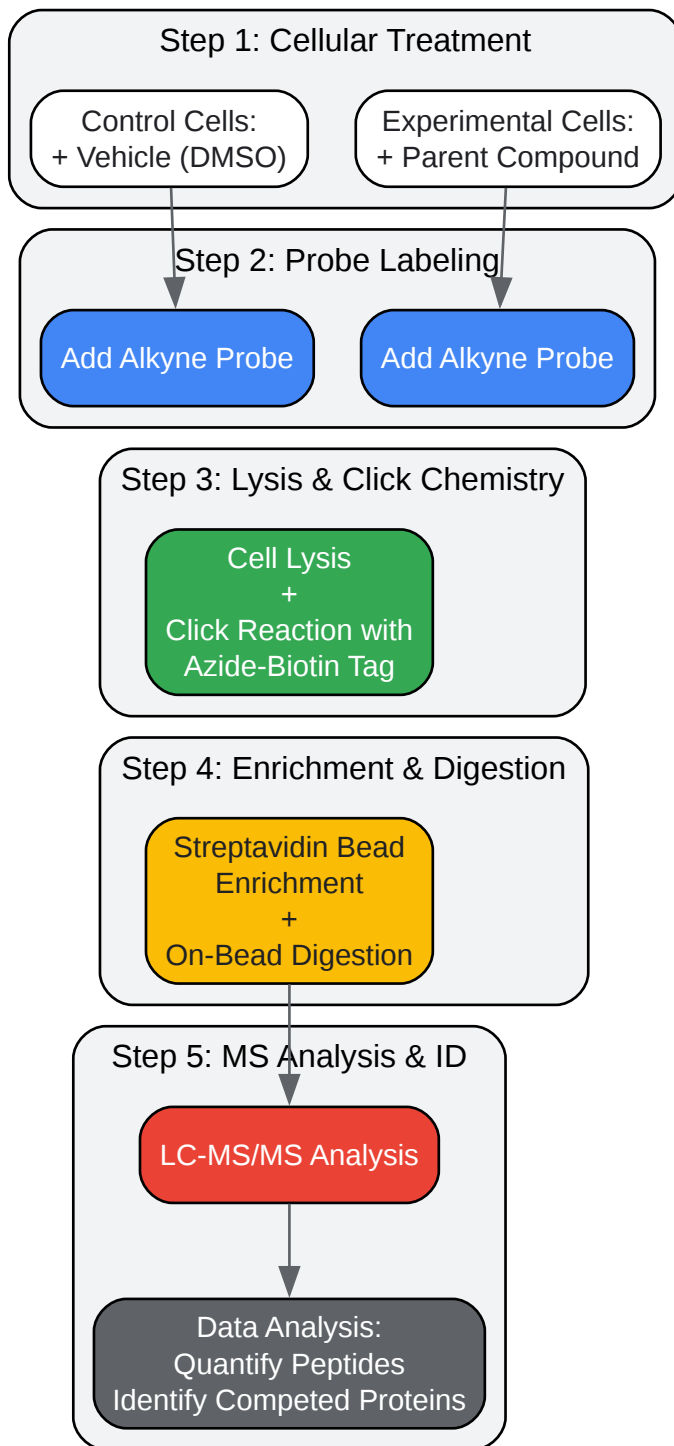 Step 1: Cellular Treatment
Control Cells:
+ Vehicle (DMSO)
Experimental Cells:
+ Parent Compound
Step 2: Probe Labeling
Add Alkyne Probe
Add Alkyne Probe
Step 3: Lysis & Click Chemistry
Cell Lysis
+
Click Reaction with
Azide-Biotin Tag
Step 4: Enrichment & Digestion
Streptavidin Bead
Enrichment
+
On-Bead Digestion
Step 5: MS Analysis & ID
LC-MS/MS Analysis
Data Analysis:
Quantify Peptides
Identify Competed Proteins